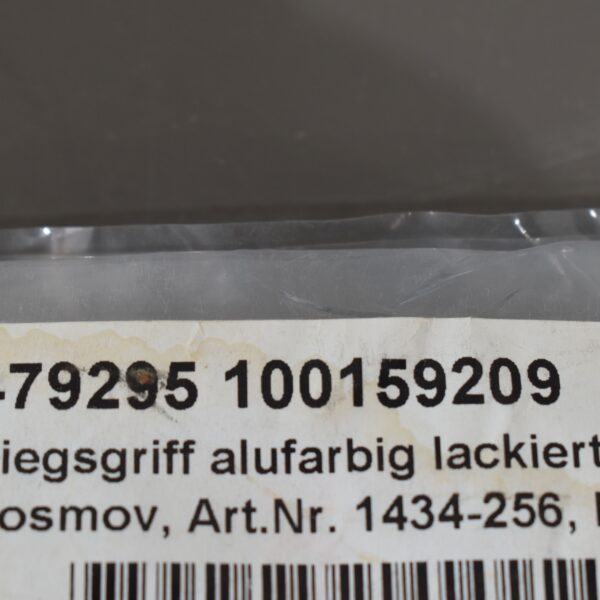 79295 100159209
iegsgriff alufarbig lackiert
osmov, Art.Nr. 1434-256,